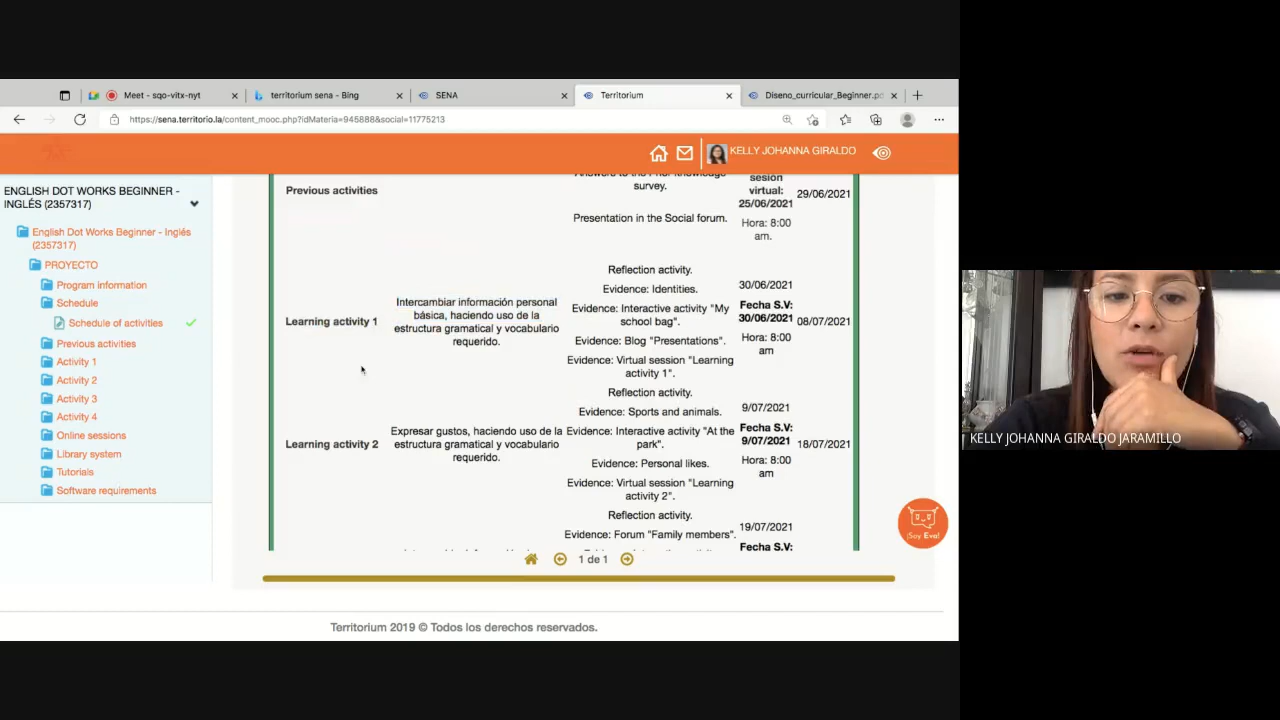 Meet - sqo-vitx-nyt
territorium sena - Bing
SENA
Territorium
Diseno_curricular_Beginner.pd
https://sena.territorio.la/content_mooc.php?idMateria=945888&social=11775213
KELLY JOHANNA GIRALDO
ENGLISH DOT WORKS BEGINNER -
INGLÉS (2357317)
English Dot Works Beginner - Inglés
(2357317)
PROYECTO
Program information
Schedule
Schedule of activities
Previous activities
Activity 1
Activity 2
Activity 3
Activity 4
Online sessions
Library system
Tutorials
Software requirements
Previous activities
survey.
Presentation in the Social forum.
sesión
virtual:
25/06/2021
Hora: 8:00
am.
29/06/2021
Learning activity 1
Intercambiar información personal
básica, haciendo uso de la
estructura gramatical y vocabulario
requerido.
Reflection activity.
Evidence: Identities.
Evidence: Interactive activity "My
school bag".
Evidence: Blog "Presentations".
Evidence: Virtual session "Learning
activity 1".
30/06/2021
Fecha S.V:
30/06/2021
Hora: 8:00
am
08/07/2021
Learning activity 2
Expresar gustos, haciendo uso de la
estructura gramatical y vocabulario
requerido.
Reflection activity.
Evidence: Sports and animals.
Evidence: Interactive activity "At the
park".
Evidence: Personal likes.
Evidence: Virtual session "Learning
activity 2".
9/07/2021
Fecha S.V:
9/07/2021
Hora: 8:00
am
18/07/2021
Reflection activity.
Evidence: Forum "Family members".
19/07/2021
Fecha S.V:
¡Soy Eva!
1 de 1
Territorium 2019 © Todos los derechos reservados.
KELLY JOHANNA GIRALDO JARAMILLO